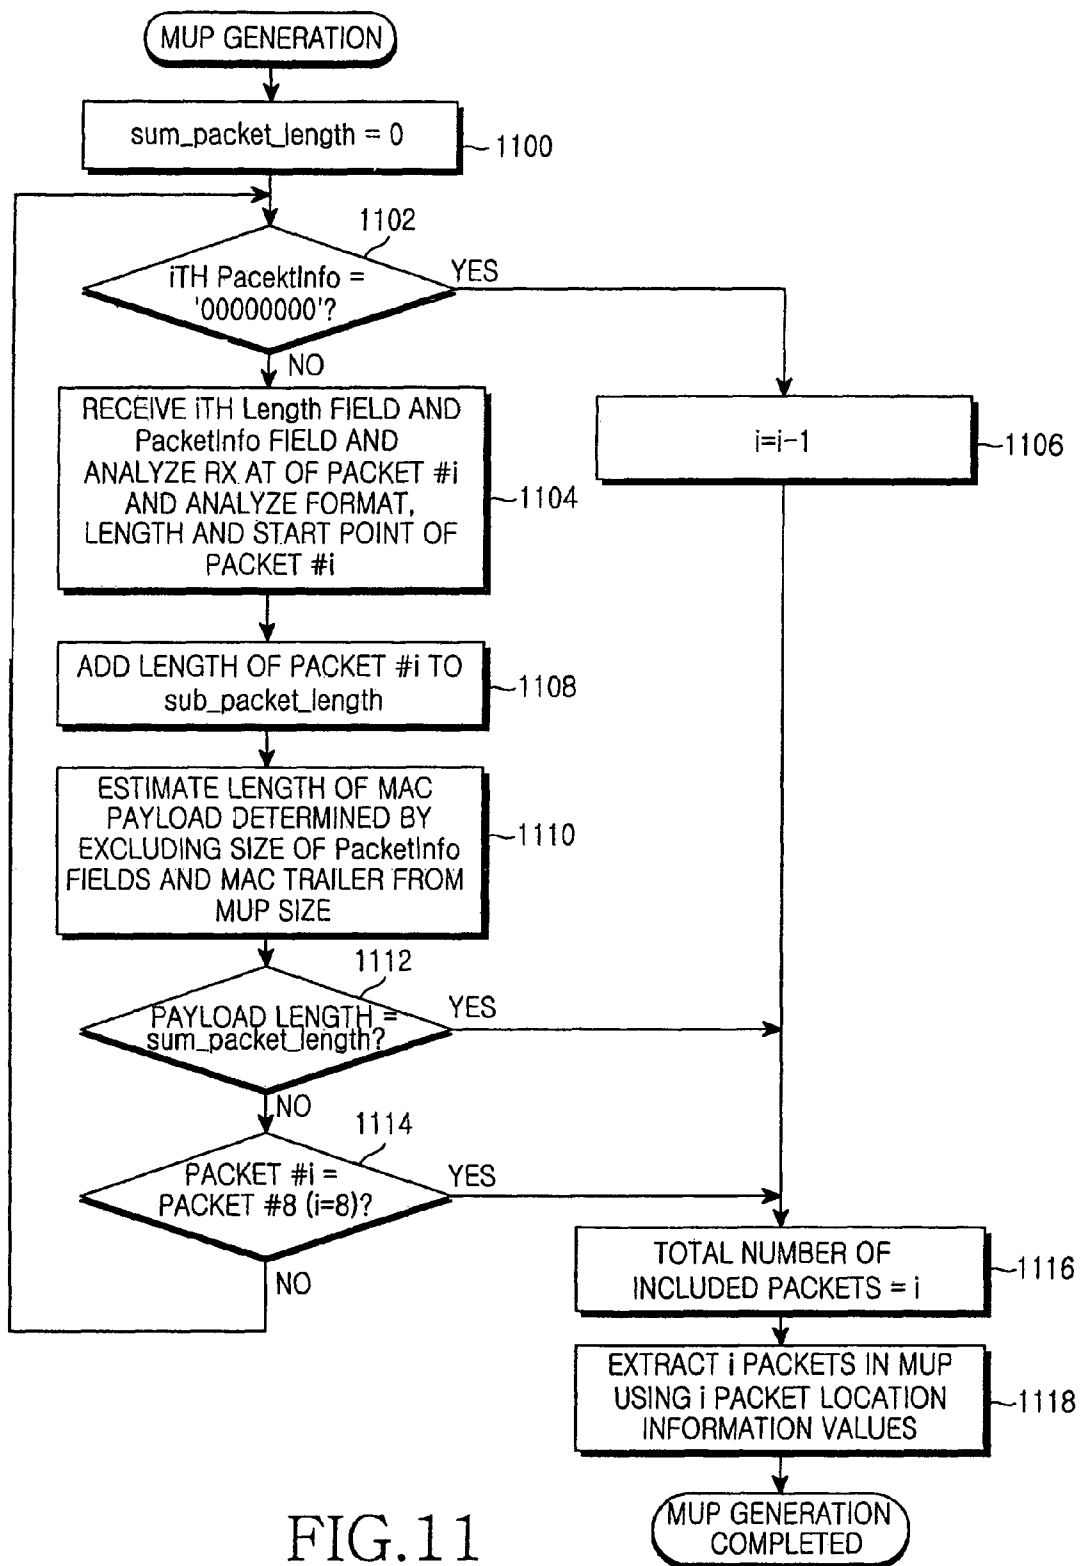 MUP GENERATION
sum_packet_length = 0
1100
1102
iTH PacektInfo =
'00000000'?
YES
NO
RECEIVE iTH Length FIELD AND
PacketInfo FIELD AND
ANALYZE RX AT OF PACKET #i
AND ANALYZE FORMAT,
LENGTH AND START POINT OF
PACKET #i
1104
i=i-1
1106
ADD LENGTH OF PACKET #i TO
sub_packet_length
1108
ESTIMATE LENGTH OF MAC
PAYLOAD DETERMINED BY
EXCLUDING SIZE OF PacketInfo
FIELDS AND MAC TRAILER FROM
MUP SIZE
1110
1112
PAYLOAD LENGTH =
sum_packet_length?
YES
NO
1114
PACKET #i =
PACKET #8 (i=8)?
YES
NO
TOTAL NUMBER OF
INCLUDED PACKETS = i
1116
EXTRACT i PACKETS IN MUP
USING i PACKET LOCATION
INFORMATION VALUES
1118
MUP GENERATION
COMPLETED
FIG.11